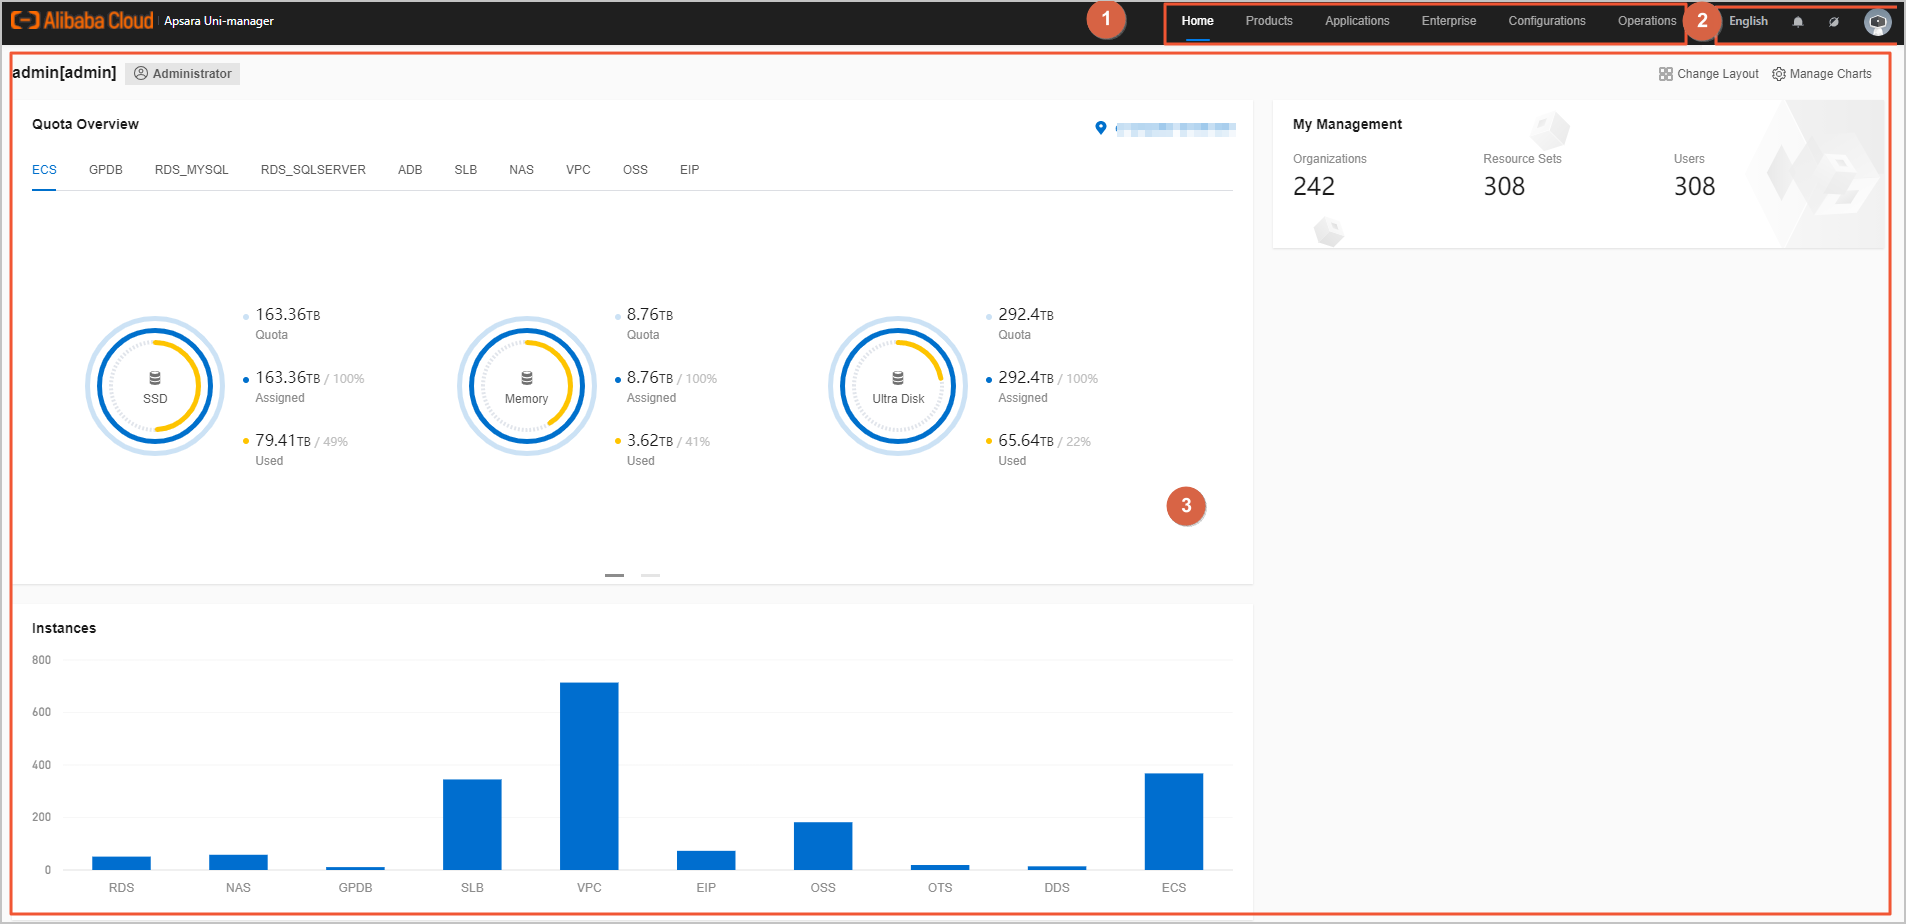 Alibaba Cloud | Apsara Uni-manager
1
Home Products Applications Enterprise Configurations Operations
2
English
admin[admin] Administrator
Change Layout Manage Charts
Quota Overview
ECS GPDB RDS_MYSQL RDS_SQLSERVER ADB SLB NAS VPC OSS EIP
SSD
163.36TB
Quota
163.36TB / 100%
Assigned
79.41TB / 49%
Used
Memory
8.76TB
Quota
8.76TB / 100%
Assigned
3.62TB / 41%
Used
Ultra Disk
292.4TB
Quota
292.4TB / 100%
Assigned
65.64TB / 22%
Used
3
My Management
Organizations
242
Resource Sets
308
Users
308
Instances
800
600
400
200
0
RDS NAS GPDB SLB VPC EIP OSS OTS DDS ECS